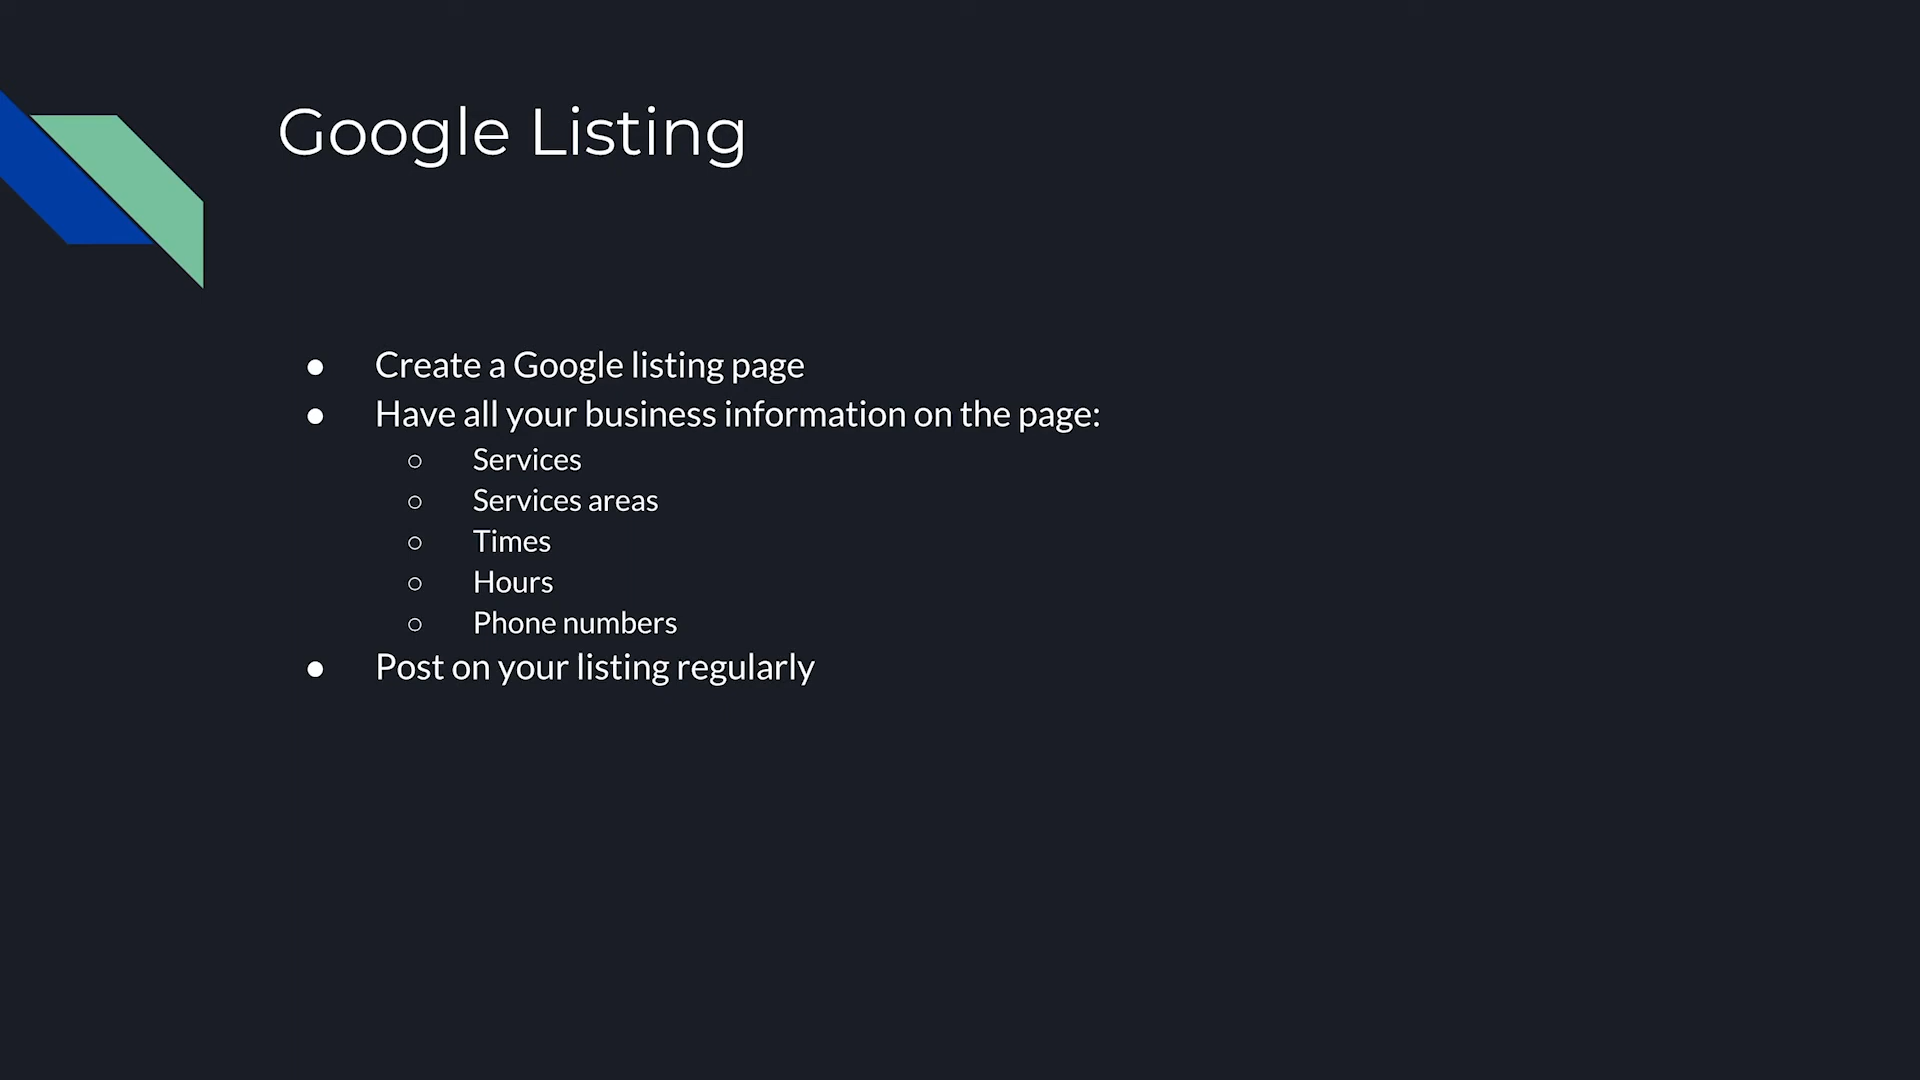 Google Listing
● Create a Google listing page
● Have all your business information on the page:
○ Services
○ Services areas
○ Times
○ Hours
○ Phone numbers
● Post on your listing regularly